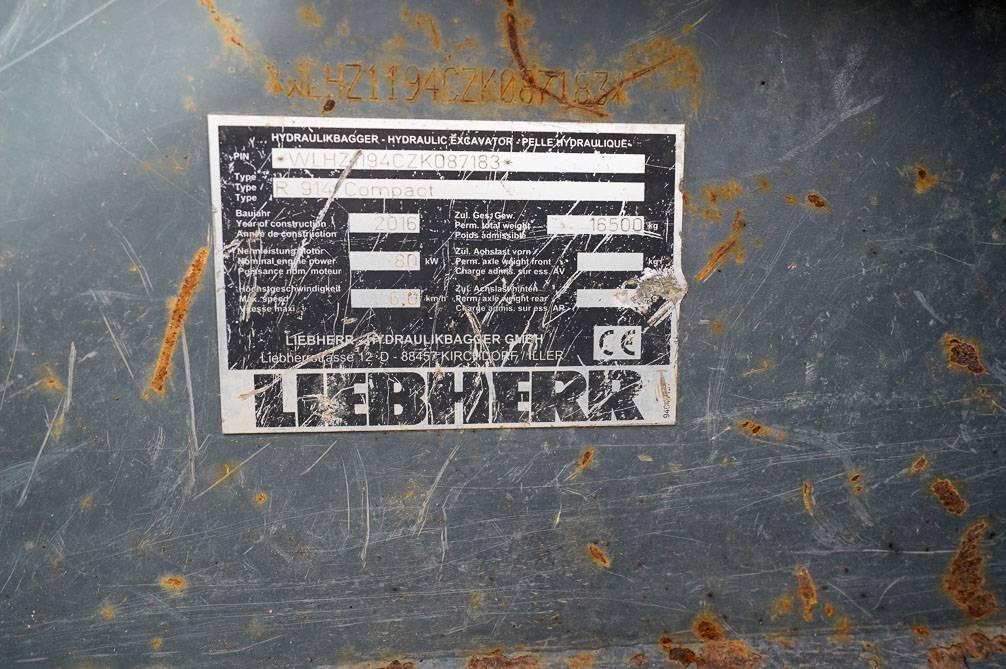 *WLHZ1194CZK087183*
HYDRAULIKBAGGER - HYDRAULIC EXCAVATOR - PELLE HYDRAULIQUE
PIN *WLHZ1194CZK087183*
Type
Type / R 914 Compact
Type
Baujahr
Year of construction 2016
Année de construction
Zul. Ges. Gew.
Perm. total weight 16500 kg
Poids admissible
Nennleistung Motor
Nominal engine power 80 kW
Puissance nom. moteur
Zul. Achslast vorn
Perm. axle weight front kg
Charge admis. sur ess. AV
Höchstgeschwindigkeit
Max. speed 6.0 km/h
Vitesse maxi
Zul. Achslast hinten
Perm. axle weight rear
Charge admis. sur ess. AR
LIEBHERR - HYDRAULIKBAGGER GMBH
Liebherrstrasse 12 D - 88457 KIRCHDORF / ILLER
CE
LIEBHERR